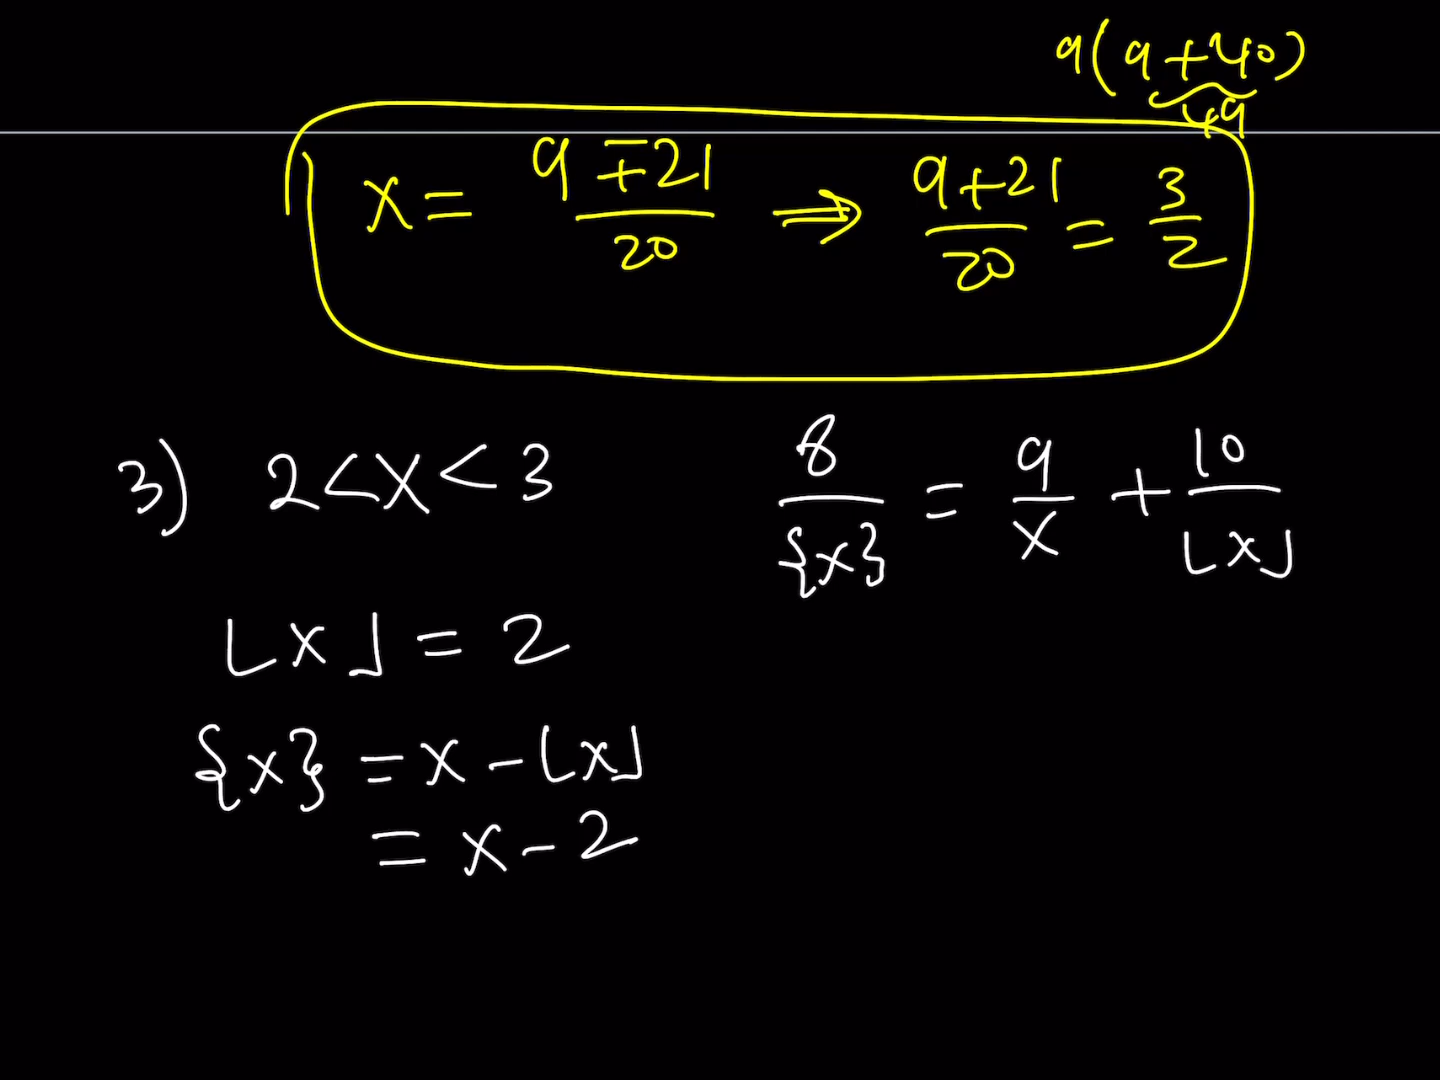 9(9+40)
49
x = 9∓21/20 ⇒ 9+21/20 = 3/2
3) 2<x<3 8/{x} = 9/x + 10/⌊x⌋
⌊x⌋ = 2
{x} = x - ⌊x⌋
= x - 2